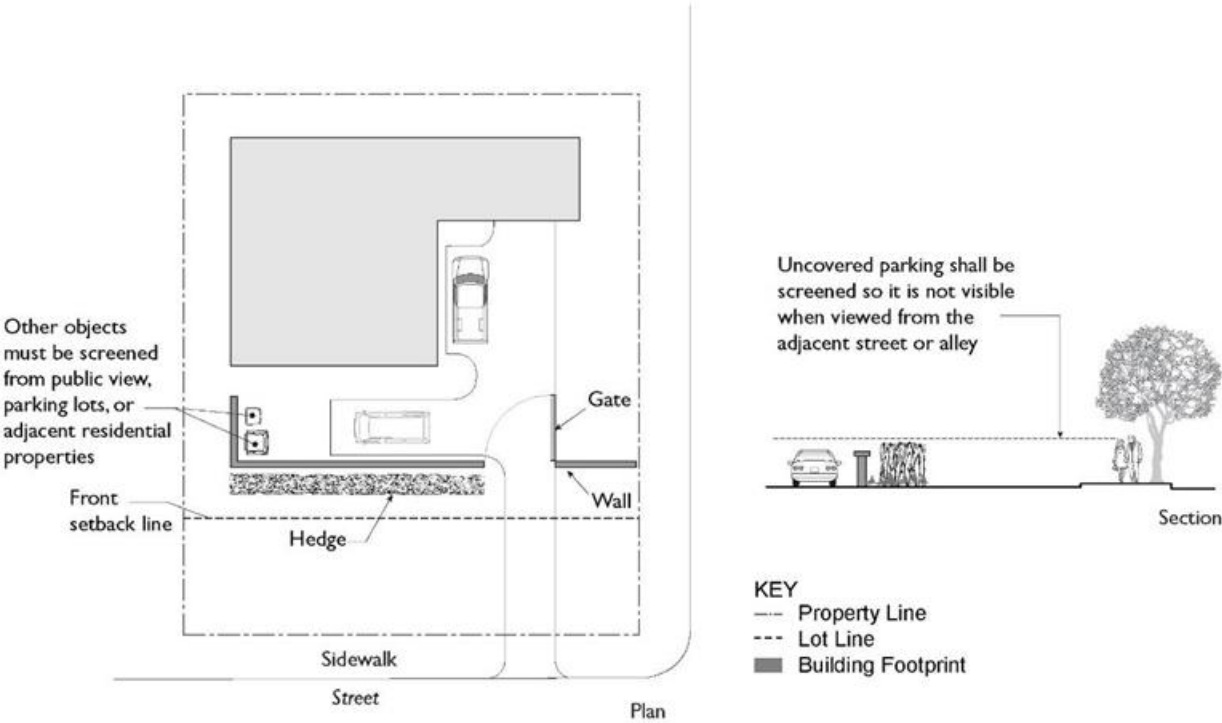 Other objects
must be screened
from public view,
parking lots, or
adjacent residential
properties
Front
setback line
Hedge
Gate
Wall
Sidewalk
Street
Plan
Uncovered parking shall be
screened so it is not visible
when viewed from the
adjacent street or alley
Section
KEY
Property Line
Lot Line
Building Footprint